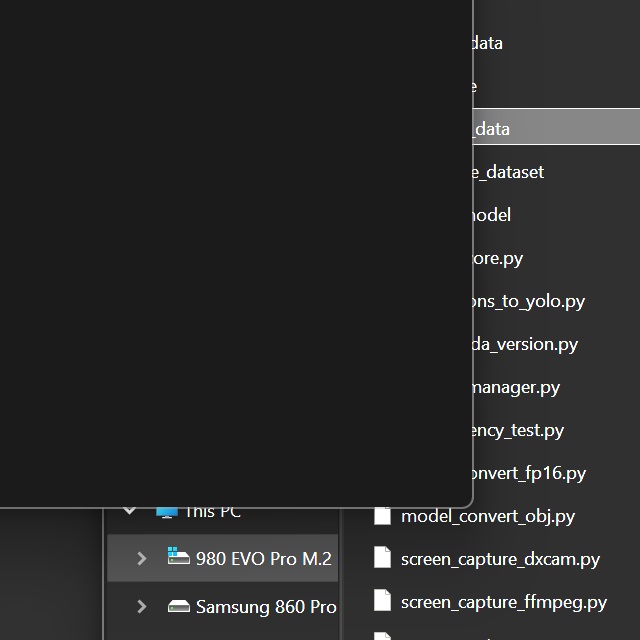 data
e
_data
e_dataset
model
core.py
ons_to_yolo.py
da_version.py
manager.py
ency_test.py
onvert_fp16.py
This PC
model_convert_obj.py
980 EVO Pro M.2
screen_capture_dxcam.py
Samsung 860 Pro
screen_capture_ffmpeg.py